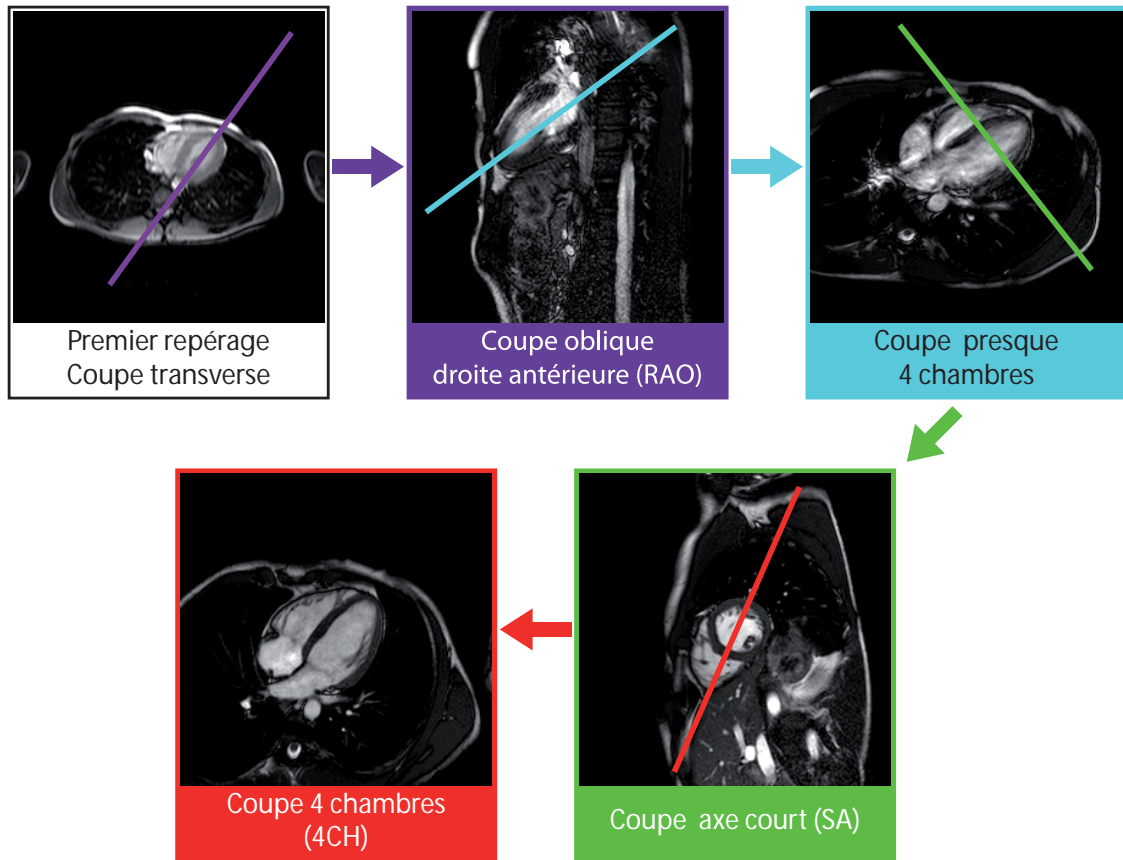 Premier repérage
Coupe transverse
Coupe oblique
droite antérieure (RAO)
Coupe presque
4 chambres
Coupe 4 chambres
(4CH)
Coupe axe court (SA)